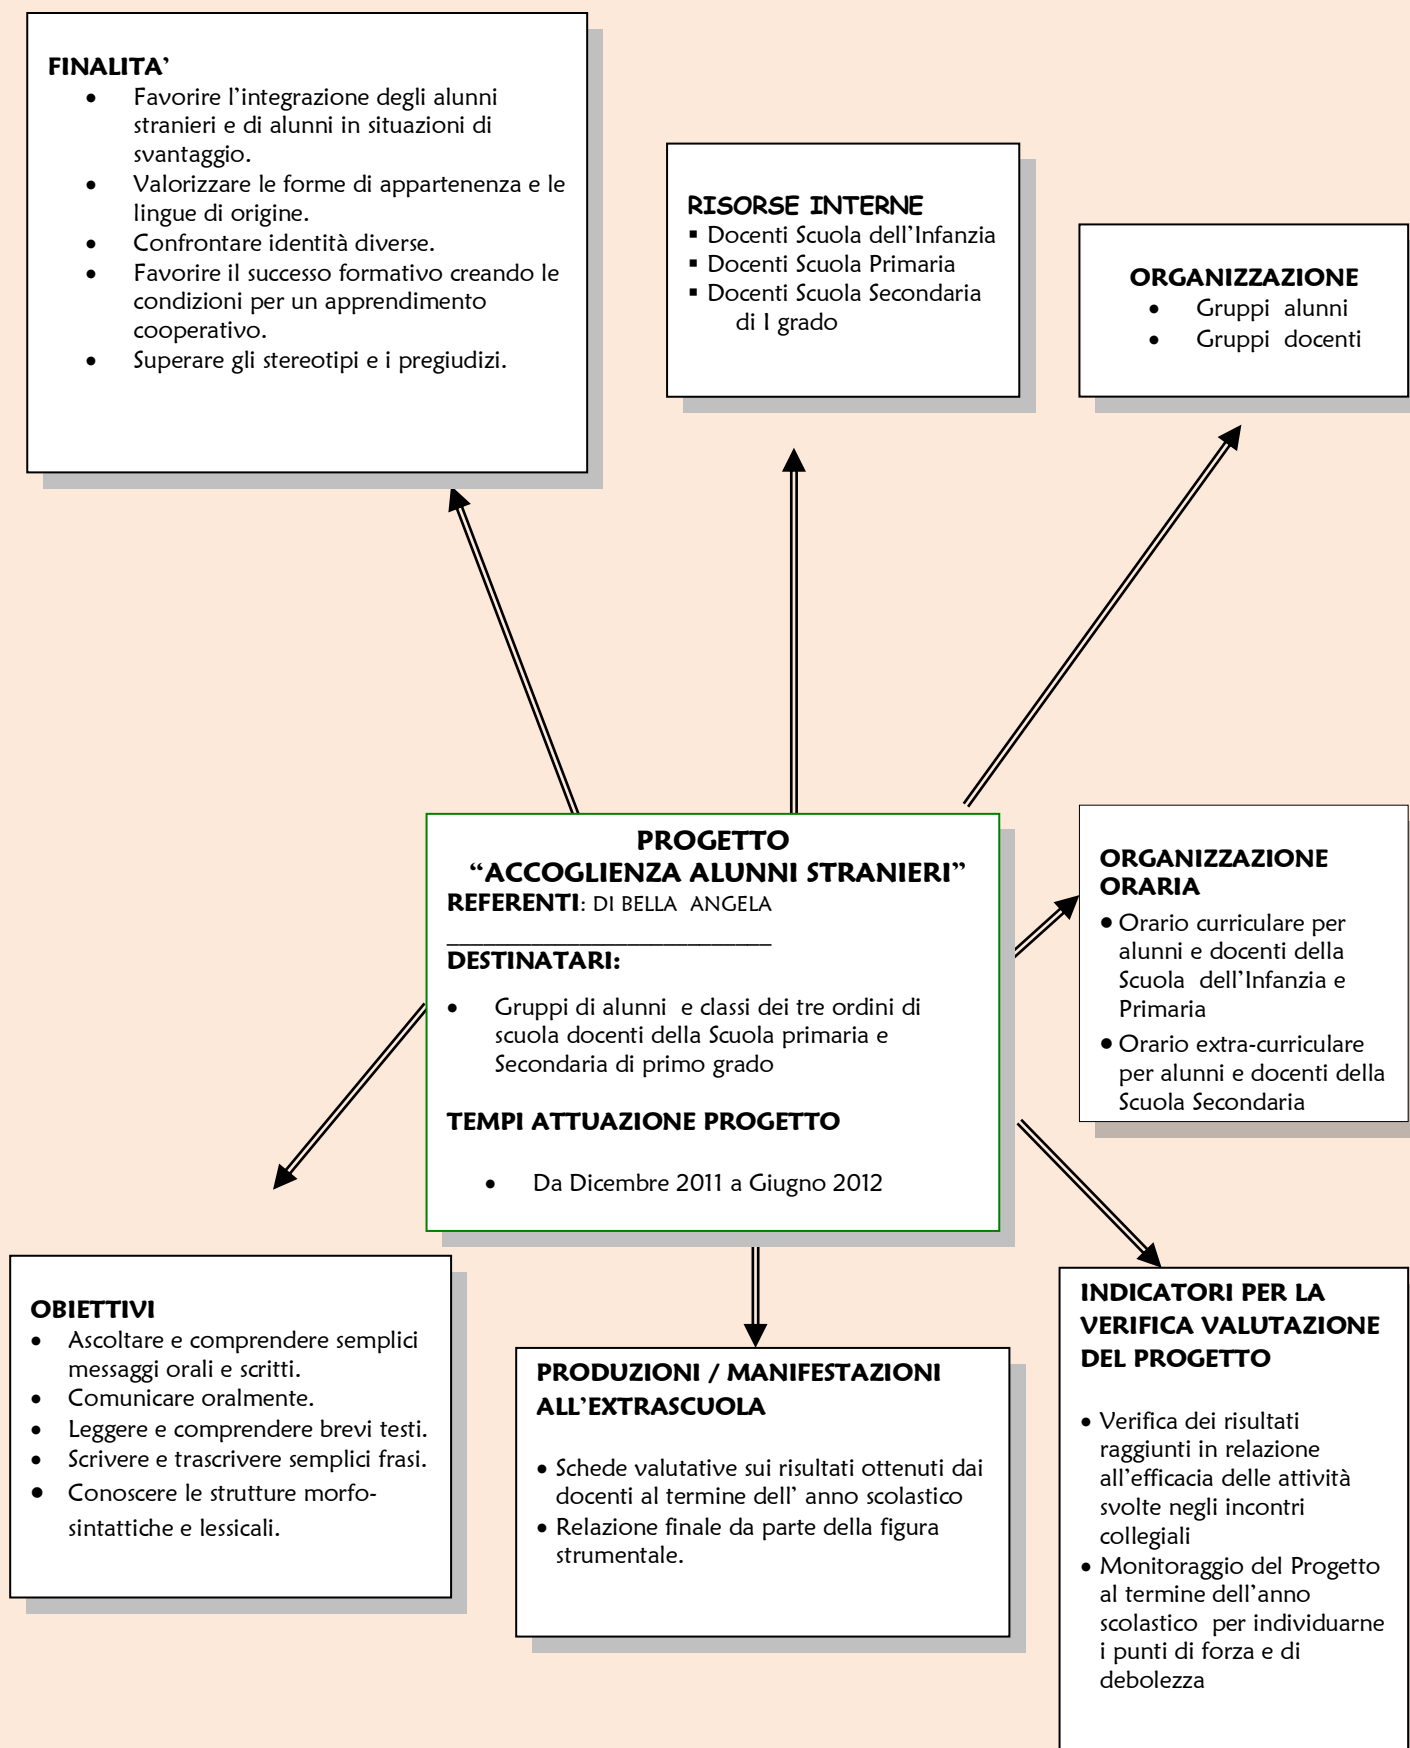 FINALITA’
• Favorire l’integrazione degli alunni
stranieri e di alunni in situazioni di
svantaggio.
• Valorizzare le forme di appartenenza e le
lingue di origine.
• Confrontare identità diverse.
• Favorire il successo formativo creando le
condizioni per un apprendimento
cooperativo.
• Superare gli stereotipi e i pregiudizi.
RISORSE INTERNE
▪ Docenti Scuola dell’Infanzia
▪ Docenti Scuola Primaria
▪ Docenti Scuola Secondaria
di I grado
ORGANIZZAZIONE
• Gruppi alunni
• Gruppi docenti
PROGETTO
“ACCOGLIENZA ALUNNI STRANIERI”
REFERENTI: DI BELLA ANGELA
___________________________
DESTINATARI:
• Gruppi di alunni e classi dei tre ordini di
scuola docenti della Scuola primaria e
Secondaria di primo grado
TEMPI ATTUAZIONE PROGETTO
• Da Dicembre 2011 a Giugno 2012
ORGANIZZAZIONE
ORARIA
• Orario curriculare per
alunni e docenti della
Scuola dell’Infanzia e
Primaria
• Orario extra-curriculare
per alunni e docenti della
Scuola Secondaria
OBIETTIVI
• Ascoltare e comprendere semplici
messaggi orali e scritti.
• Comunicare oralmente.
• Leggere e comprendere brevi testi.
• Scrivere e trascrivere semplici frasi.
• Conoscere le strutture morfo-
sintattiche e lessicali.
PRODUZIONI / MANIFESTAZIONI
ALL’EXTRASCUOLA
• Schede valutative sui risultati ottenuti dai
docenti al termine dell’ anno scolastico
• Relazione finale da parte della figura
strumentale.
INDICATORI PER LA
VERIFICA VALUTAZIONE
DEL PROGETTO
• Verifica dei risultati
raggiunti in relazione
all’efficacia delle attività
svolte negli incontri
collegiali
• Monitoraggio del Progetto
al termine dell’anno
scolastico per individuarne
i punti di forza e di
debolezza